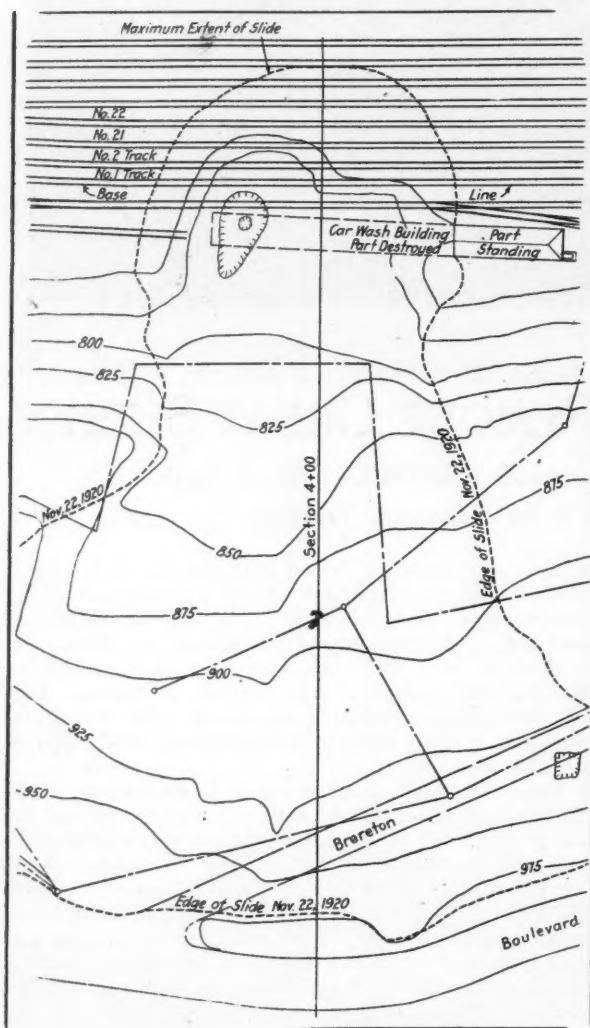 Maximum Extent of Slide
No. 22
No. 21
No. 2 Track
No. 1 Track
Base
Line
Car Wash Building
Part Destroyed
Part
Standing
800
825
825
Nov. 22, 1920
Section 4+00
Edge of Slide Nov. 22, 1920
875
850
875
900
925
950
Brereton
975
Edge of Slide Nov. 22, 1920
Boulevard